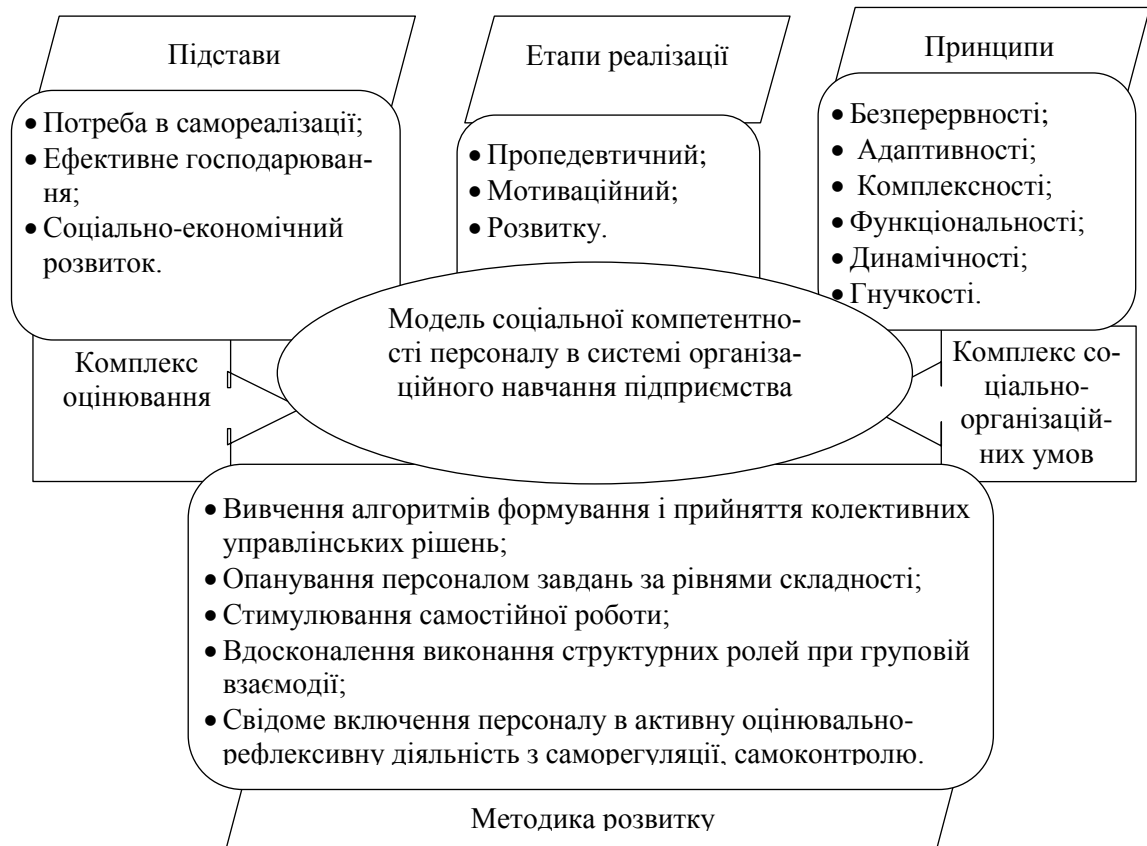 Підстави
• Потреба в самореалізації;
• Ефективне господарюван-
ня;
• Соціально-економічний
розвиток.
Етапи реалізації
• Пропедевтичний;
• Мотиваційний;
• Розвитку.
Принципи
• Безперервності;
• Адаптивності;
• Комплексності;
• Функціональності;
• Динамічності;
• Гнучкості.
Модель соціальної компетентно-
сті персоналу в системі організа-
ційного навчання підприємства
Комплекс
оцінювання
Комплекс со-
ціально-
організацій-
них умов
• Вивчення алгоритмів формування і прийняття колективних
управлінських рішень;
• Опанування персоналом завдань за рівнями складності;
• Стимулювання самостійної роботи;
• Вдосконалення виконання структурних ролей при груповій
взаємодії;
• Свідоме включення персоналу в активну оцінювально-
рефлексивну діяльність з саморегуляції, самоконтролю.
Методика розвитку